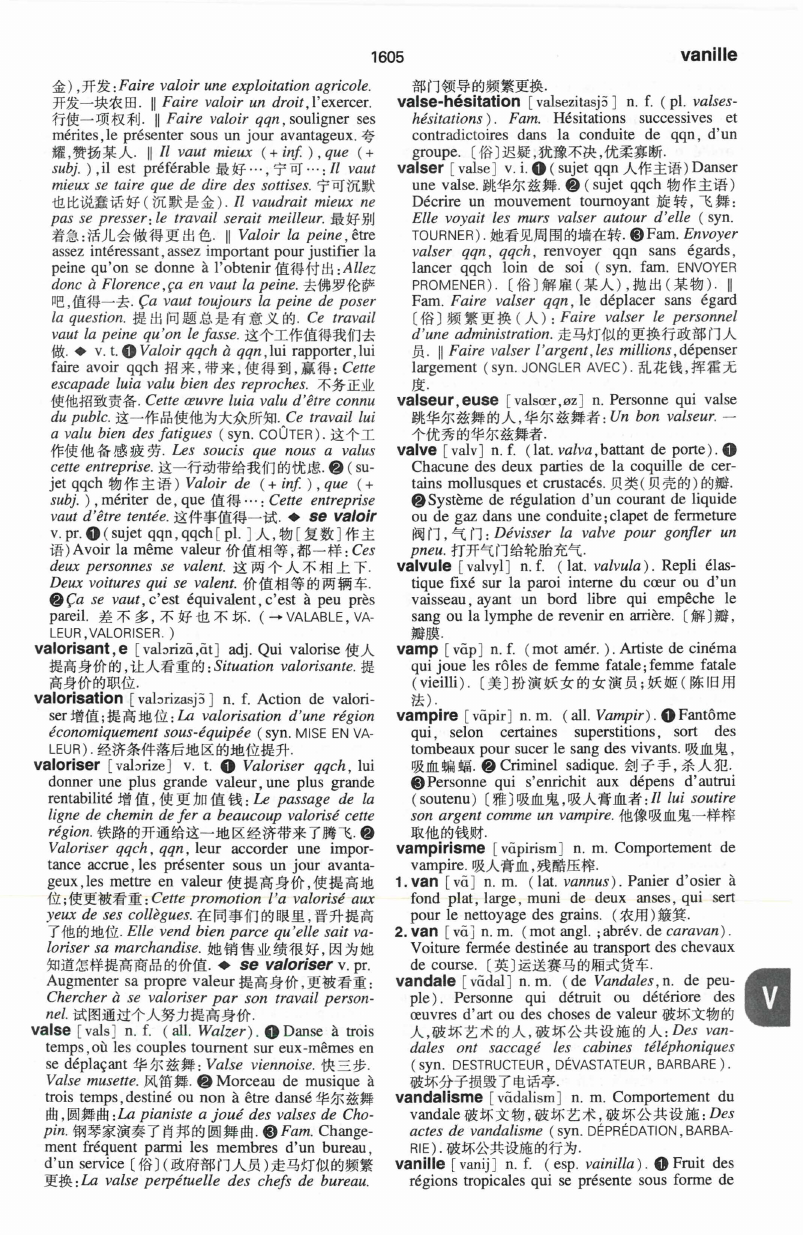 1605
vanille
金),开发:Faire valoir une exploitation agricole.
开发一块农田. ‖ Faire valoir un droit,l'exercer.
行使一项权利. ‖ Faire valoir qqn, souligner ses
mérites,le présenter sous un jour avantageux. 夸
耀,赞扬某人. ‖ Il vaut mieux (+ inf. ), que (+
subj. ), il est préférable 最好…,宁可…: Il vaut
mieux se taire que de dire des sottises. 宁可沉默
也比说蠢话好(沉默是金). Il vaudrait mieux ne
pas se presser: le travail serait meilleur. 最好别
着急:活儿会做得更出色. ‖ Valoir la peine, être
assez intéressant, assez important pour justifier la
peine qu'on se donne à l'obtenir 值得付出:Allez
donc à Florence,ça en vaut la peine. 去佛罗伦萨
吧,值得一去. Ça vaut toujours la peine de poser
la question. 提出问题总是有意义的. Ce travail
vaut la peine qu'on le fasse. 这个工作值得我们去
做. ◆ v. t. ❶ Valoir qqch à qqn, lui rapporter, lui
faire avoir qqch 招来,带来,使得到,赢得: Cette
escapade luia valu bien des reproches. 不务正业
使他招致责备. Cette œuvre luia valu d'être connu
du publc. 这一作品使他为大众所知. Ce travail lui
a valu bien des fatigues ( syn. COÛTER ). 这个工
作使他备感疲劳. Les soucis que nous a valus
cette entreprise. 这一行动带给我们的忧虑. ❷ ( su-
jet qqch 物作主语) Valoir de ( + inf. ), que ( +
subj. ), mériter de, que 值得…: Cette entreprise
vaut d'être tentée. 这件事值得一试. ◆ se valoir
v. pr. ❶ (sujet qqn, qqch[ pl. ]人,物[复数]作主
语)Avoir la même valeur 价值相等,都一样: Ces
deux personnes se valent. 这两个人不相上下.
Deux voitures qui se valent. 价值相等的两辆车.
❷ Ça se vaut, c'est équivalent, c'est à peu près
pareil. 差不多,不好也不坏. (→ VALABLE, VA-
LEUR ,VALORISER. )
valorisant,e [valɔrizɑ̃,ɑ̃t] adj. Qui valorise 使人
提高身价的,让人看重的: Situation valorisante. 提
高身价的职位.
valorisation [valɔrizasjɔ̃] n. f. Action de valori-
ser 增值;提高地位: La valorisation d'une région
économiquement sous-équipée (syn. MISE EN VA-
LEUR). 经济条件落后地区的地位提升.
valoriser [valɔrize] v. t. ❶ Valoriser qqch, lui
donner une plus grande valeur, une plus grande
rentabilité 增值,使更加值钱: Le passage de la
ligne de chemin de fer a beaucoup valorisé cette
région. 铁路的开通给这一地区经济带来了腾飞. ❷
Valoriser qqch, qqn, leur accorder une impor-
tance accrue, les présenter sous un jour avanta-
geux, les mettre en valeur 使提高身价,使提高地
位;使更被看重: Cette promotion l'a valorisé aux
yeux de ses collègues. 在同事们的眼里,晋升提高
了他的地位. Elle vend bien parce qu'elle sait va-
loriser sa marchandise. 她销售业绩很好,因为她
知道怎样提高商品的价值. ◆ se valoriser v. pr.
Augmenter sa propre valeur 提高身价,更被看重:
Chercher à se valoriser par son travail person-
nel. 试图通过个人努力提高身价.
valse [vals] n. f. ( all. Walzer ). ❶ Danse à trois
temps, où les couples tournent sur eux-mêmes en
se déplaçant 华尔兹舞: Valse viennoise. 快三步.
Valse musette. 风笛舞. ❷ Morceau de musique à
trois temps, destiné ou non à être dansé 华尔兹舞
曲,圆舞曲: La pianiste a joué des valses de Cho-
pin. 钢琴家演奏了肖邦的圆舞曲. ❸ Fam. Change-
ment fréquent parmi les membres d'un bureau,
d'un service〔俗〕(政府部门人员)走马灯似的频繁
更换: La valse perpétuelle des chefs de bureau.
部门领导的频繁更换.
valse-hésitation [valsezitasjɔ̃] n. f. ( pl. valses-
hésitations ). Fam. Hésitations successives et
contradictoires dans la conduite de qqn, d'un
groupe. 〔俗〕迟疑,犹豫不决,优柔寡断.
valser [valse] v. i. ❶ (sujet qqn 人作主语) Danser
une valse. 跳华尔兹舞. ❷ (sujet qqch 物作主语)
Décrire un mouvement tournoyant 旋转,飞舞:
Elle voyait les murs valser autour d'elle ( syn.
TOURNER). 她看见周围的墙在转. ❸ Fam. Envoyer
valser qqn, qqch, renvoyer qqn sans égards,
lancer qqch loin de soi ( syn. fam. ENVOYER
PROMENER). 〔俗〕解雇(某人),抛出(某物). ‖
Fam. Faire valser qqn, le déplacer sans égard
〔俗〕频繁更换(人): Faire valser le personnel
d'une administration. 走马灯似的更换行政部门人
员. ‖ Faire valser l'argent, les millions, dépenser
largement (syn. JONGLER AVEC). 乱花钱,挥霍无
度.
valseur,euse [valsœr,øz] n. Personne qui valse
跳华尔兹舞的人,华尔兹舞者: Un bon valseur. 一
个优秀的华尔兹舞者.
valve [valv] n. f. (lat. valva, battant de porte). ❶
Chacune des deux parties de la coquille de cer-
tains mollusques et crustacés. 贝类(贝壳的)的瓣.
❷ Système de régulation d'un courant de liquide
ou de gaz dans une conduite; clapet de fermeture
阀门,气门: Dévisser la valve pour gonfler un
pneu. 打开气门给轮胎充气.
valvule [valvyl] n. f. ( lat. valvula ). Repli élas-
tique fixé sur la paroi interne du cœur ou d'un
vaisseau, ayant un bord libre qui empêche le
sang ou la lymphe de revenir en arrière. 〔解〕瓣,
瓣膜.
vamp [vɑ̃p] n. f. (mot amér. ). Artiste de cinéma
qui joue les rôles de femme fatale; femme fatale
(vieilli). 〔美〕扮演妖女的女演员;妖姬(陈旧用
法).
vampire [vɑ̃pir] n. m. (all. Vampir). ❶ Fantôme
qui, selon certaines superstitions, sort des
tombeaux pour sucer le sang des vivants. 吸血鬼,
吸血蝙蝠. ❷ Criminel sadique. 刽子手,杀人犯.
❸ Personne qui s'enrichit aux dépens d'autrui
(soutenu)〔雅〕吸血鬼,吸人膏血者: Il lui soutire
son argent comme un vampire. 他像吸血鬼一样榨
取他的钱财.
vampirisme [vɑ̃pirism] n. m. Comportement de
vampire. 吸人膏血,残酷压榨.
1. van [vɑ̃] n. m. (lat. vannus). Panier d'osier à
fond plat, large, muni de deux anses, qui sert
pour le nettoyage des grains. (农用)簸箕.
2. van [vɑ̃] n. m. (mot angl. ;abrév. de caravan).
Voiture fermée destinée au transport des chevaux
de course. 〔英〕运送赛马的厢式货车.
vandale [vɑ̃dal] n. m. (de Vandales, n. de peu-
ple). Personne qui détruit ou détériore des
œuvres d'art ou des choses de valeur 破坏文物的
人,破坏艺术的人,破坏公共设施的人: Des van-
dales ont saccagé les cabines téléphoniques
(syn. DESTRUCTEUR, DÉVASTATEUR, BARBARE).
破坏分子损毁了电话亭.
vandalisme [vɑ̃dalism] n. m. Comportement du
vandale 破坏文物,破坏艺术,破坏公共设施: Des
actes de vandalisme (syn. DÉPRÉDATION, BARBA-
RIE). 破坏公共设施的行为.
vanille [vanij] n. f. (esp. vainilla). ❶ Fruit des
régions tropicales qui se présente sous forme de
V